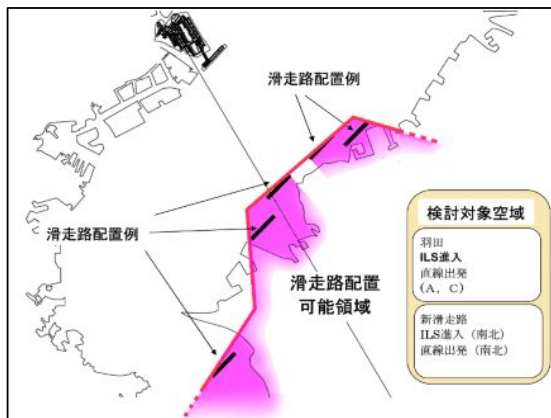 滑走路配置例
滑走路配置例
滑走路配置
可能領域
検討対象空域
羽田
ILS進入
直線出発
(A, C)
新滑走路
ILS進入(南北)
直線出発(南北)